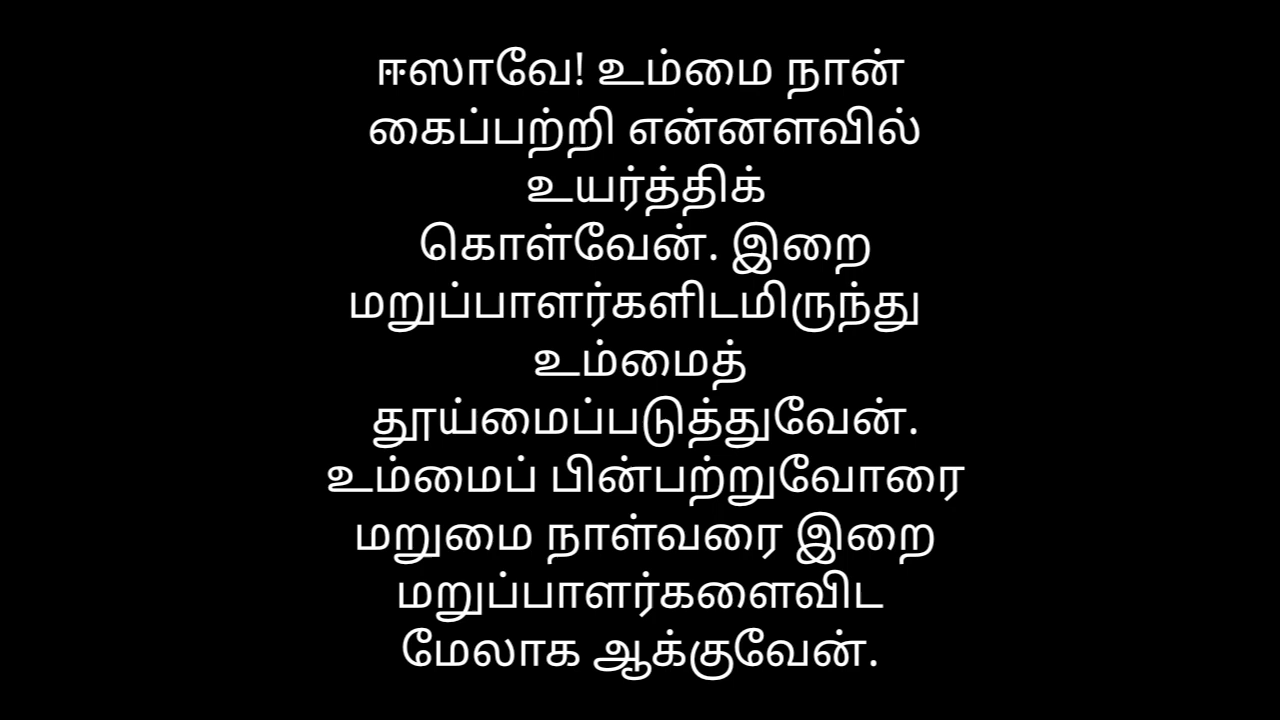 ஈஸாவே! உம்மை நான்
கைப்பற்றி என்னளவில்
உயர்த்திக்
கொள்வேன். இறை
மறுப்பாளர்களிடமிருந்து
உம்மைத்
தூய்மைப்படுத்துவேன்.
உம்மைப் பின்பற்றுவோரை
மறுமை நாள்வரை இறை
மறுப்பாளர்களைவிட
மேலாக ஆக்குவேன்.